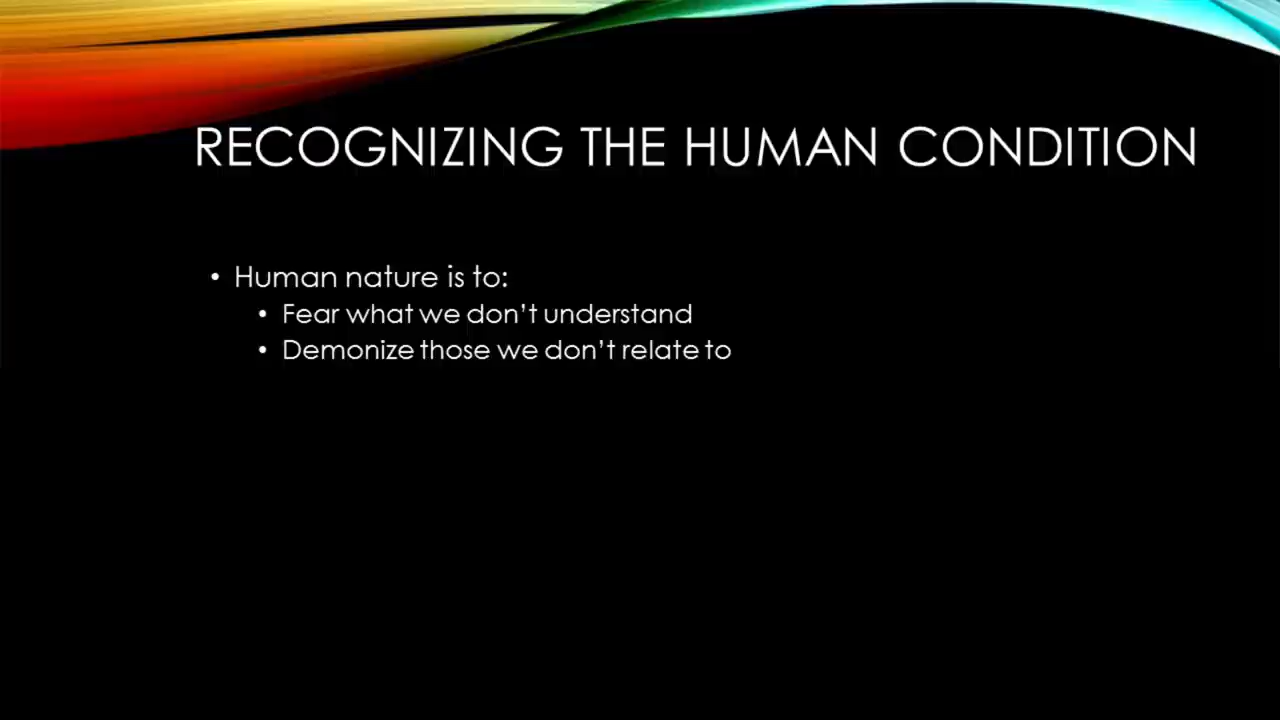 RECOGNIZING THE HUMAN CONDITION
• Human nature is to:
• Fear what we don't understand
• Demonize those we don't relate to